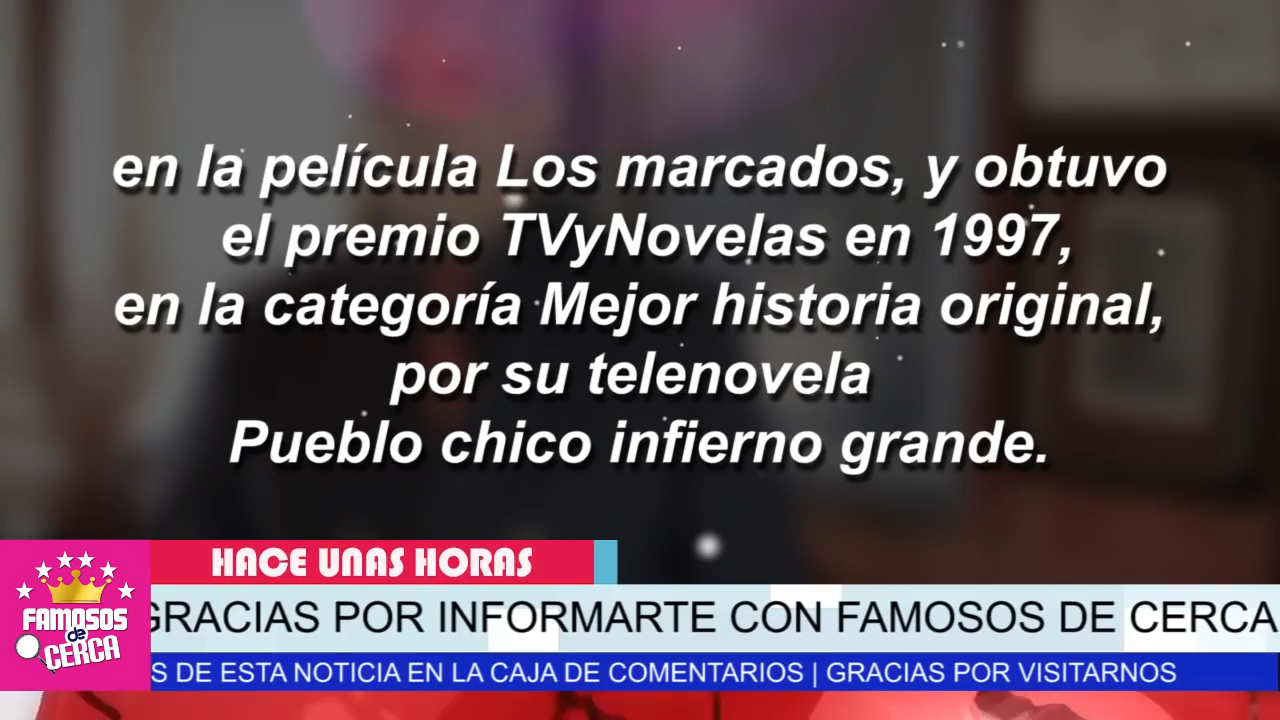 en la película Los marcados, y obtuvo
el premio TVyNovelas en 1997,
en la categoría Mejor historia original,
por su telenovela
Pueblo chico infierno grande.
HACE UNAS HORAS
FAMOSOS
de
CERCA
GRACIAS POR INFORMARTE CON FAMOSOS DE CERCA
S DE ESTA NOTICIA EN LA CAJA DE COMENTARIOS | GRACIAS POR VISITARNOS